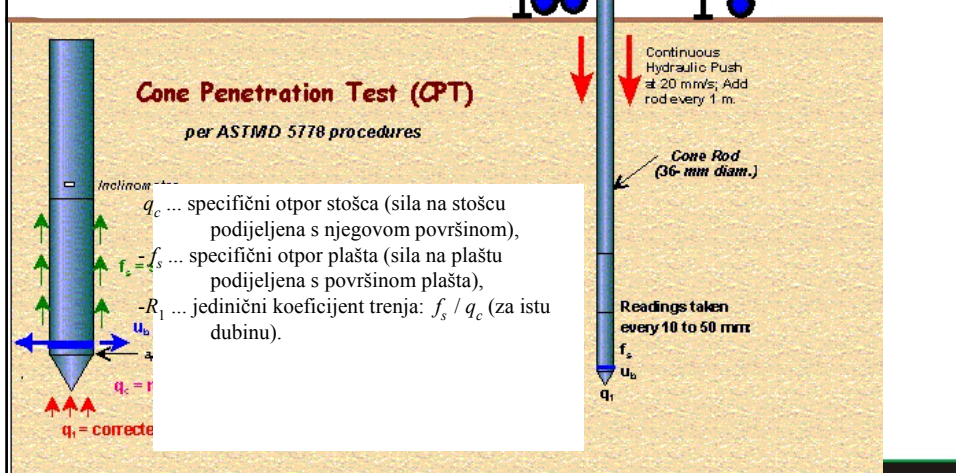 Cone Penetration Test (CPT)
per ASTMD 5778 procedures
q_c ... specifični otpor stošca (sila na stošcu
podijeljena s njegovom površinom),
- f_s ... specifični otpor plašta (sila na plaštu
podijeljena s površinom plašta),
-R_1 ... jedinični koeficijent trenja: f_s / q_c (za istu
dubinu).
f_s =
u_b
q_c =
q_t =
Continuous
Hydraulic Push
at 20 mm/s; Add
rod every 1 m.
Cone Rod
(36- mm diam.)
Readings taken
every 10 to 50 mm:
f_s
u_b
q_t